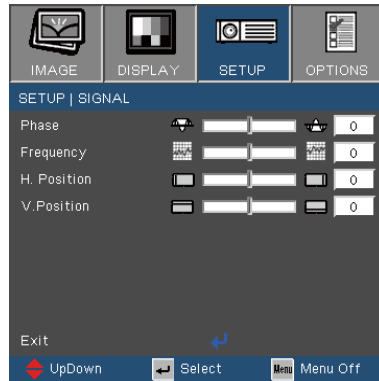 IMAGE DISPLAY SETUP OPTIONS
SETUP | SIGNAL
Phase 0
Frequency 0
H. Position 0
V.Position 0
Exit
UpDown Select Menu Menu Off